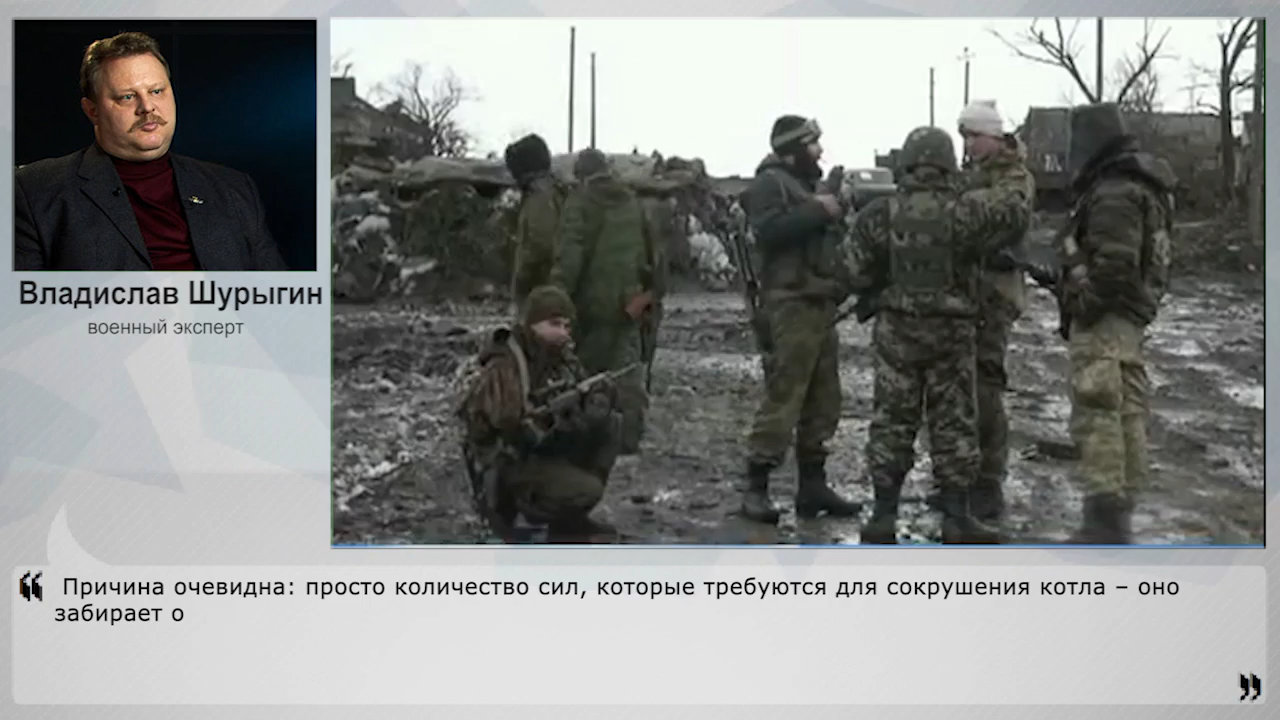 Владислав Шурыгин
военный эксперт
“ Причина очевидна: просто количество сил, которые требуются для сокрушения котла – оно
забирает о
”